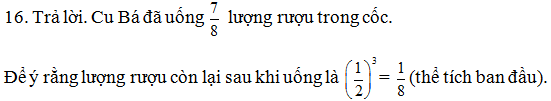 16. Trả lời. Cu Bá đã uống 7/8 lượng rượu trong cốc.
Để ý rằng lượng rượu còn lại sau khi uống là (1/2)³ = 1/8 (thể tích ban đầu).